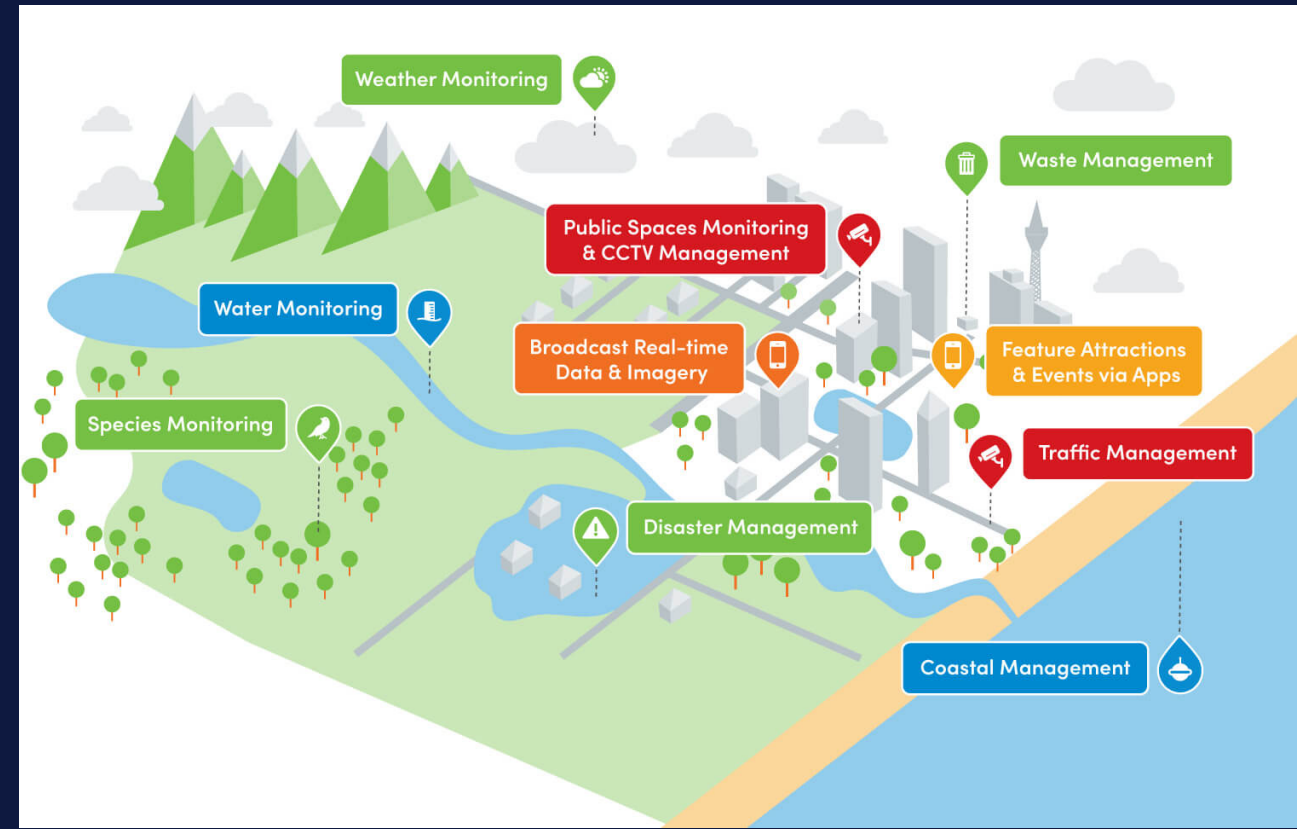 Weather Monitoring
Waste Management
Public Spaces Monitoring
& CCTV Management
Water Monitoring
Broadcast Real-time
Data & Imagery
Feature Attractions
& Events via Apps
Species Monitoring
Traffic Management
Disaster Management
Coastal Management